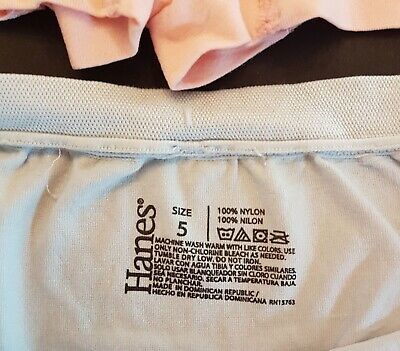 Hanes®
SIZE
5
100% NYLON
100% NILON
MACHINE WASH WARM WITH LIKE COLORS. USE
ONLY NON-CHLORINE BLEACH AS NEEDED.
TUMBLE DRY LOW. DO NOT IRON.
LAVAR CON AGUA TIBIA Y COLORES SIMILARES.
SOLO USAR BLANQUEADOR SIN CLORO CUANDO
SEA NECESARIO. SECAR A TEMPERATURA BAJA
NO PLANCHAR.
MADE IN DOMINICAN REPUBLIC /
HECHO EN REPUBLICA DOMINICANA RN15763